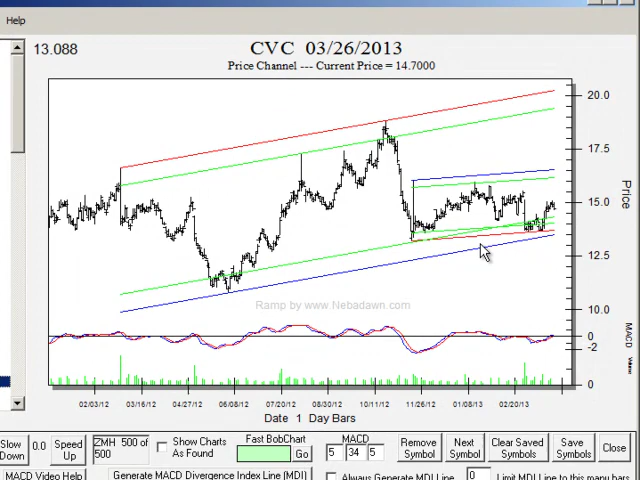 Help
13.088
CVC 03/26/2013
Price Channel --- Current Price = 14.7000
20.0
17.5
15.0
12.5
10.0
Price
Ramp by www.Nebadawn.com
0
-2
MACD
0
02/03/12 03/16/12 04/27/12 06/08/12 07/20/12 08/30/12 10/11/12 11/26/12 01/08/13 02/20/13
Date 1 Day Bars
Slow Down
0.0
Speed Up
ZMH 500 of 500
Show Charts As Found
Fast BobChart
Go
MACD
5 34 5
Remove Symbol
Next Symbol
Clear Saved Symbols
Save Symbols
Close
MACD Video Help
Generate MACD Divergence Index Line (MDI)
Always Generate MDI Line
0
Limit MDI Line to this many bars